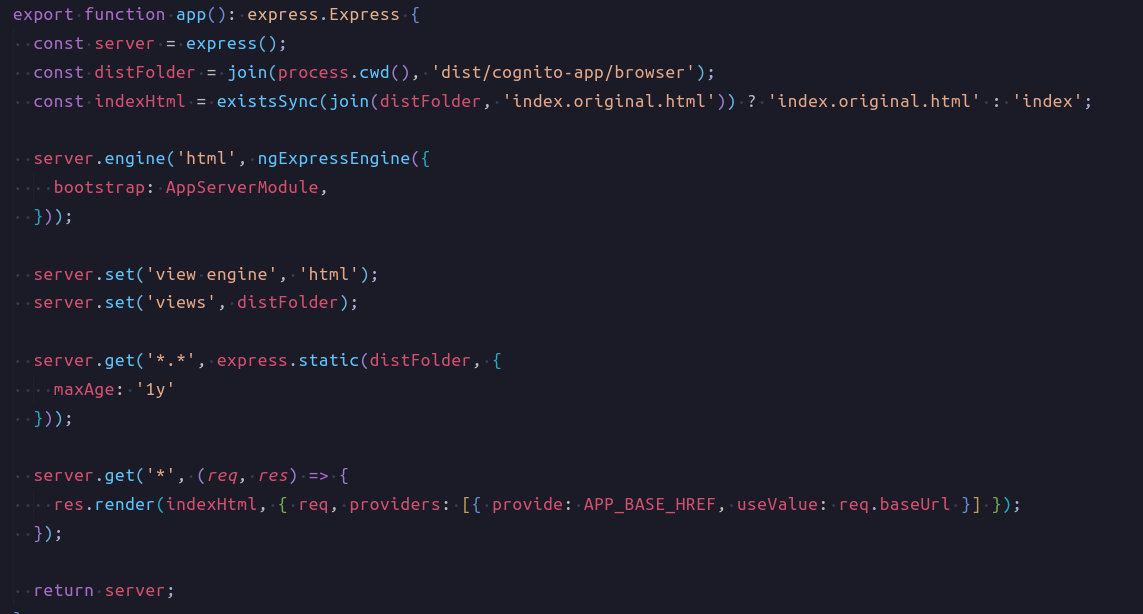 export function app(): express.Express {
  const server = express();
  const distFolder = join(process.cwd(), 'dist/cognito-app/browser');
  const indexHtml = existsSync(join(distFolder, 'index.original.html')) ? 'index.original.html' : 'index';

  server.engine('html', ngExpressEngine({
    bootstrap: AppServerModule,
  }));

  server.set('view engine', 'html');
  server.set('views', distFolder);

  server.get('*.*', express.static(distFolder, {
    maxAge: '1y'
  }));

  server.get('*', (req, res) => {
    res.render(indexHtml, { req, providers: [{ provide: APP_BASE_HREF, useValue: req.baseUrl }] });
  });

  return server;